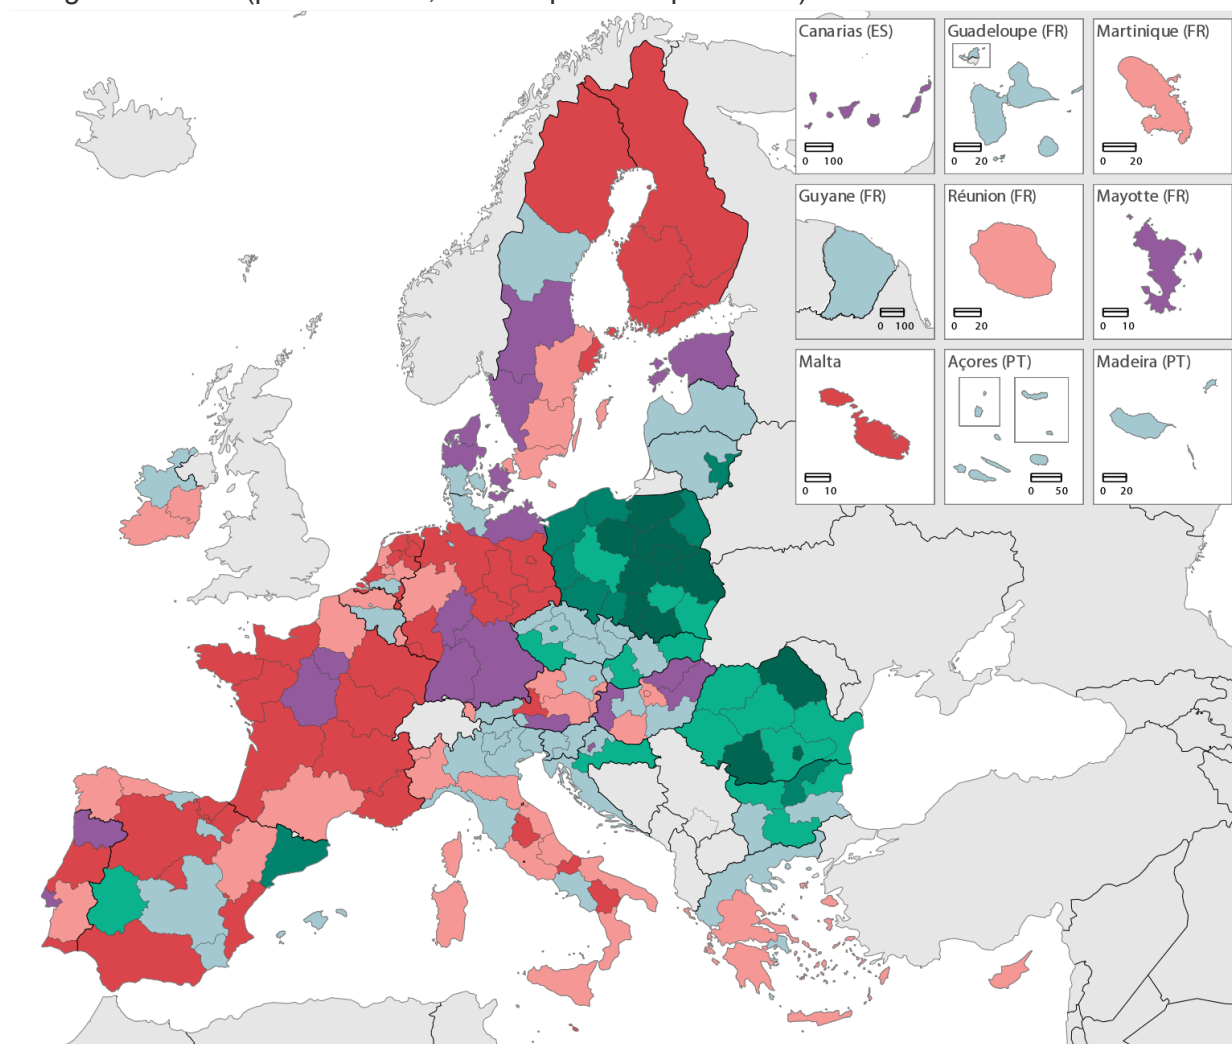 Canarias (ES)
0 100
Guadeloupe (FR)
0 20
Martinique (FR)
0 20
Guyane (FR)
0 100
Réunion (FR)
0 20
Mayotte (FR)
0 10
Malta
0 10
Açores (PT)
0 50
Madeira (PT)
0 20